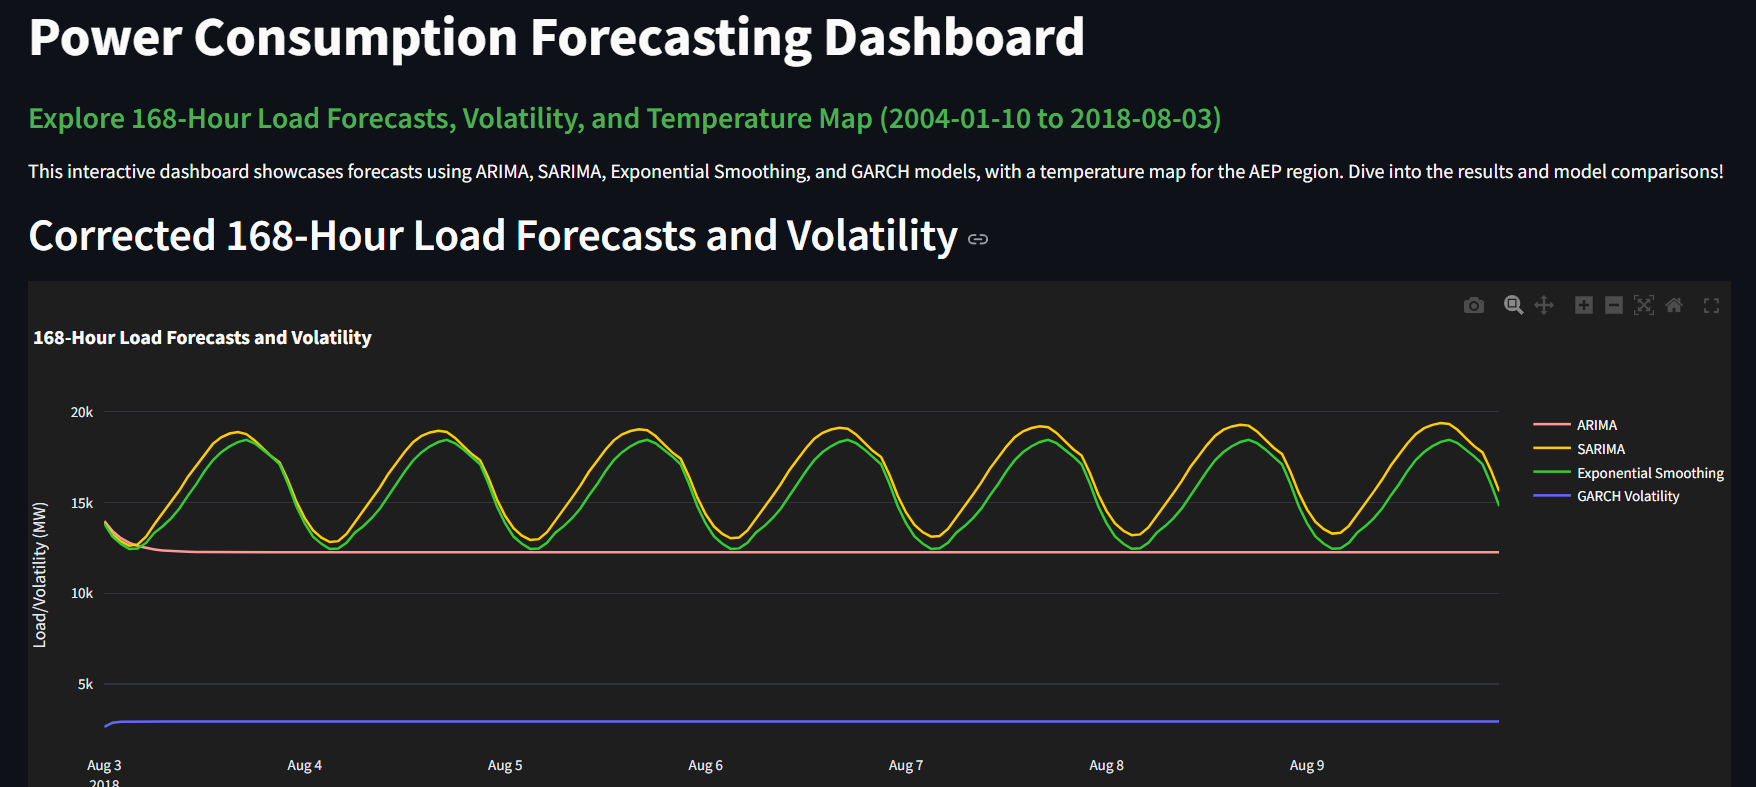 Power Consumption Forecasting Dashboard
Explore 168-Hour Load Forecasts, Volatility, and Temperature Map (2004-01-10 to 2018-08-03)
This interactive dashboard showcases forecasts using ARIMA, SARIMA, Exponential Smoothing, and GARCH models, with a temperature map for the AEP region. Dive into the results and model comparisons!
Corrected 168-Hour Load Forecasts and Volatility
168-Hour Load Forecasts and Volatility
20k
15k
10k
5k
Load/Volatility (MW)
ARIMA
SARIMA
Exponential Smoothing
GARCH Volatility
Aug 3
2018
Aug 4
Aug 5
Aug 6
Aug 7
Aug 8
Aug 9